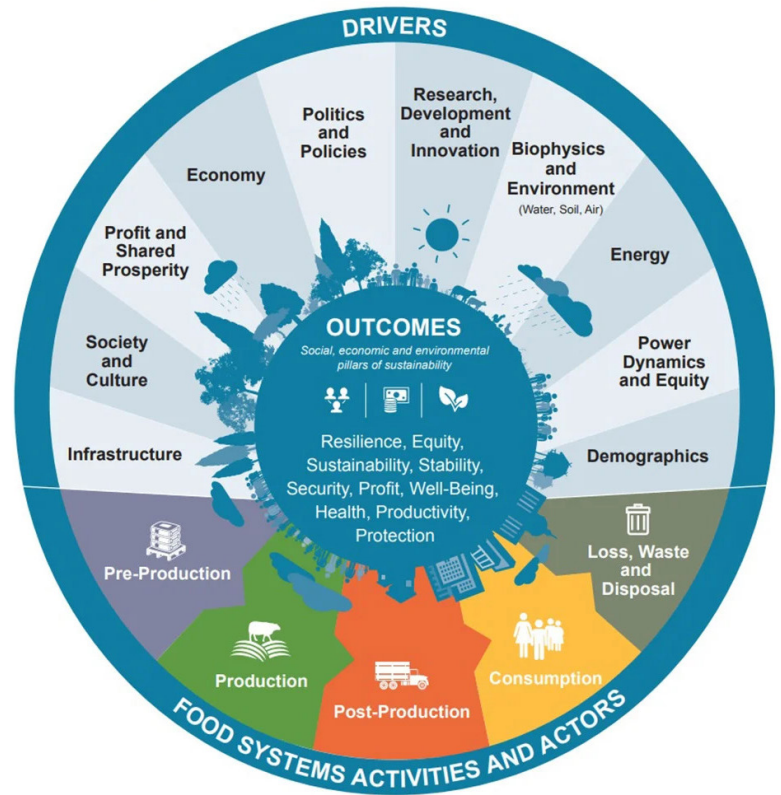 DRIVERS
Infrastructure
Society
and
Culture
Profit and
Shared
Prosperity
Economy
Politics
and
Policies
Research,
Development
and
Innovation
Biophysics
and
Environment
(Water, Soil, Air)
Energy
Power
Dynamics
and Equity
Demographics
OUTCOMES
Social, economic and environmental
pillars of sustainability
Resilience, Equity,
Sustainability, Stability,
Security, Profit, Well-Being,
Health, Productivity,
Protection
Pre-Production
Production
Post-Production
Consumption
Loss, Waste
and
Disposal
FOOD SYSTEMS ACTIVITIES AND ACTORS